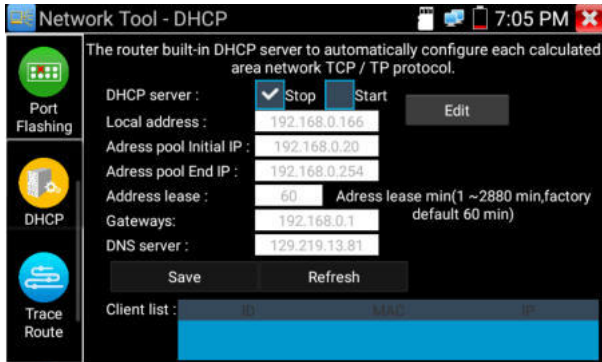 Network Tool - DHCP
7:05 PM
The router built-in DHCP server to automatically configure each calculated
area network TCP / TP protocol.
Port
Flashing
DHCP
Trace
Route
DHCP server :
Stop
Start
Edit
Local address :
192.168.0.166
Adress pool Initial IP :
192.168.0.20
Adress pool End IP :
192.168.0.254
Address lease :
60
Adress lease min(1 ~2880 min,factory
default 60 min)
Gateways:
192.168.0.1
DNS server :
129.219.13.81
Save
Refresh
Client list :
ID
MAC
IP